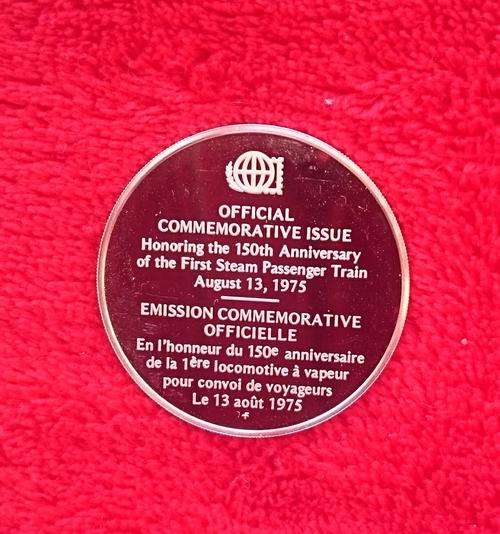 OFFICIAL
COMMEMORATIVE ISSUE
Honoring the 150th Anniversary
of the First Steam Passenger Train
August 13, 1975
EMISSION COMMEMORATIVE
OFFICIELLE
En l'honneur du 150e anniversaire
de la 1ère locomotive à vapeur
pour convoi de voyageurs
Le 13 août 1975